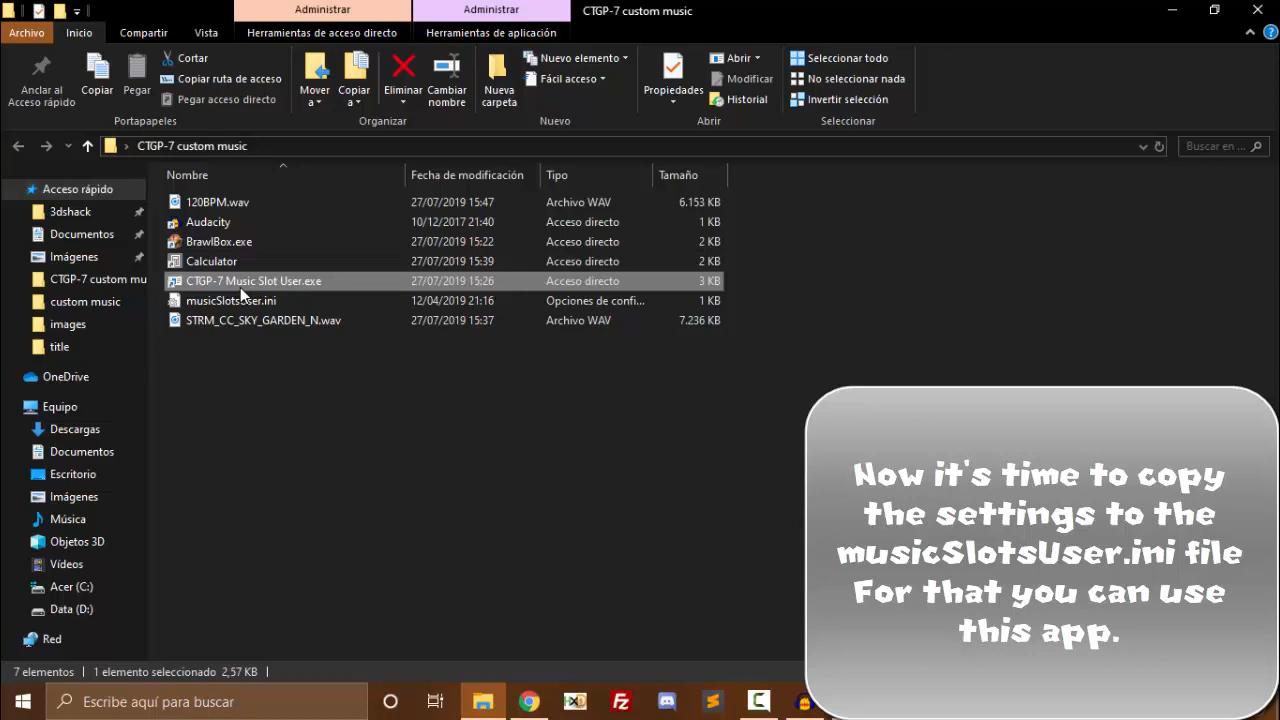 Administrar
Administrar
CTGP-7 custom music
Archivo
Inicio
Compartir
Vista
Herramientas de acceso directo
Herramientas de aplicación
Anclar al
Acceso rápido
Copiar
Pegar
Cortar
Copiar ruta de acceso
Pegar acceso directo
Portapapeles
Mover
a
Copiar
a
Eliminar
Cambiar
nombre
Organizar
Nueva
carpeta
Nuevo elemento
Fácil acceso
Nuevo
Propiedades
Abrir
Modificar
Historial
Abrir
Seleccionar todo
No seleccionar nada
Invertir selección
Seleccionar
CTGP-7 custom music
Buscar en ...
Nombre
Fecha de modificación
Tipo
Tamaño
120BPM.wav 27/07/2019 15:47 Archivo WAV 6.153 KB
Audacity 10/12/2017 21:40 Acceso directo 1 KB
BrawlBox.exe 27/07/2019 15:22 Acceso directo 2 KB
Calculator 27/07/2019 15:39 Acceso directo 2 KB
CTGP-7 Music Slot User.exe 27/07/2019 15:26 Acceso directo 3 KB
musicSlotsUser.ini 12/04/2019 21:16 Opciones de confi... 1 KB
STRM_CC_SKY_GARDEN_N.wav 27/07/2019 15:37 Archivo WAV 7.236 KB
Acceso rápido
3dshack
Documentos
Imágenes
CTGP-7 custom mu
custom music
images
title
OneDrive
Equipo
Descargas
Documentos
Escritorio
Imágenes
Música
Objetos 3D
Vídeos
Acer (C:)
Data (D:)
Red
Now it's time to copy
the settings to the
musicSlotsUser.ini file
For that you can use
this app.
7 elementos
1 elemento seleccionado 2,57 KB
Escribe aquí para buscar